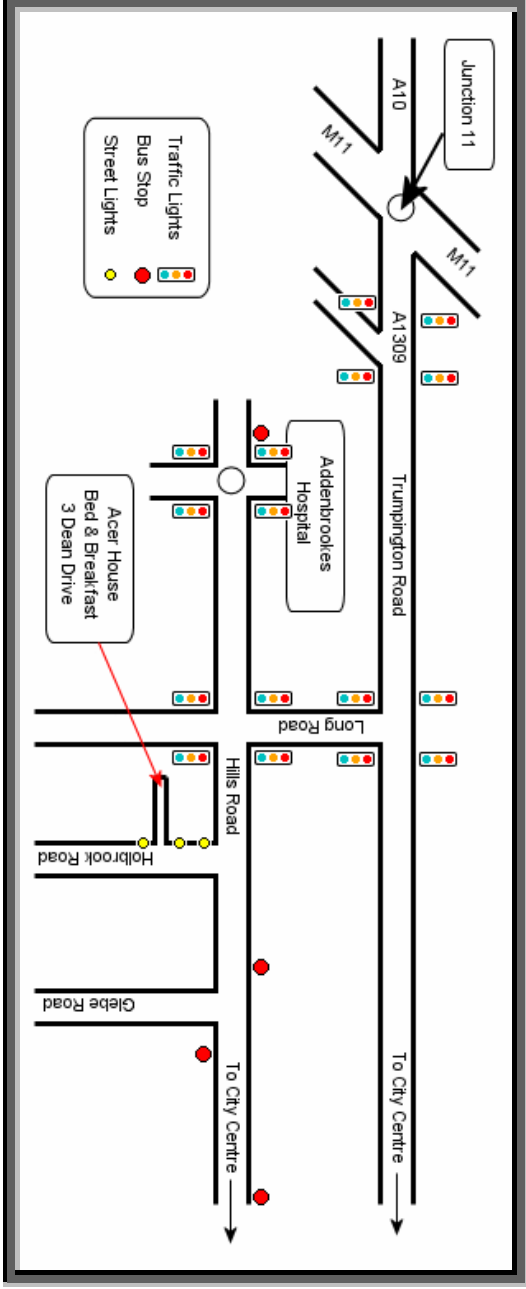 Junction 11
A10
M11
M11
A1309
Trumpington Road
To City Centre
Addenbrookes
Hospital
Long Road
Hills Road
To City Centre
Traffic Lights
Bus Stop
Street Lights
Acer House
Bed & Breakfast
3 Dean Drive
Holbrook Road
Glebe Road